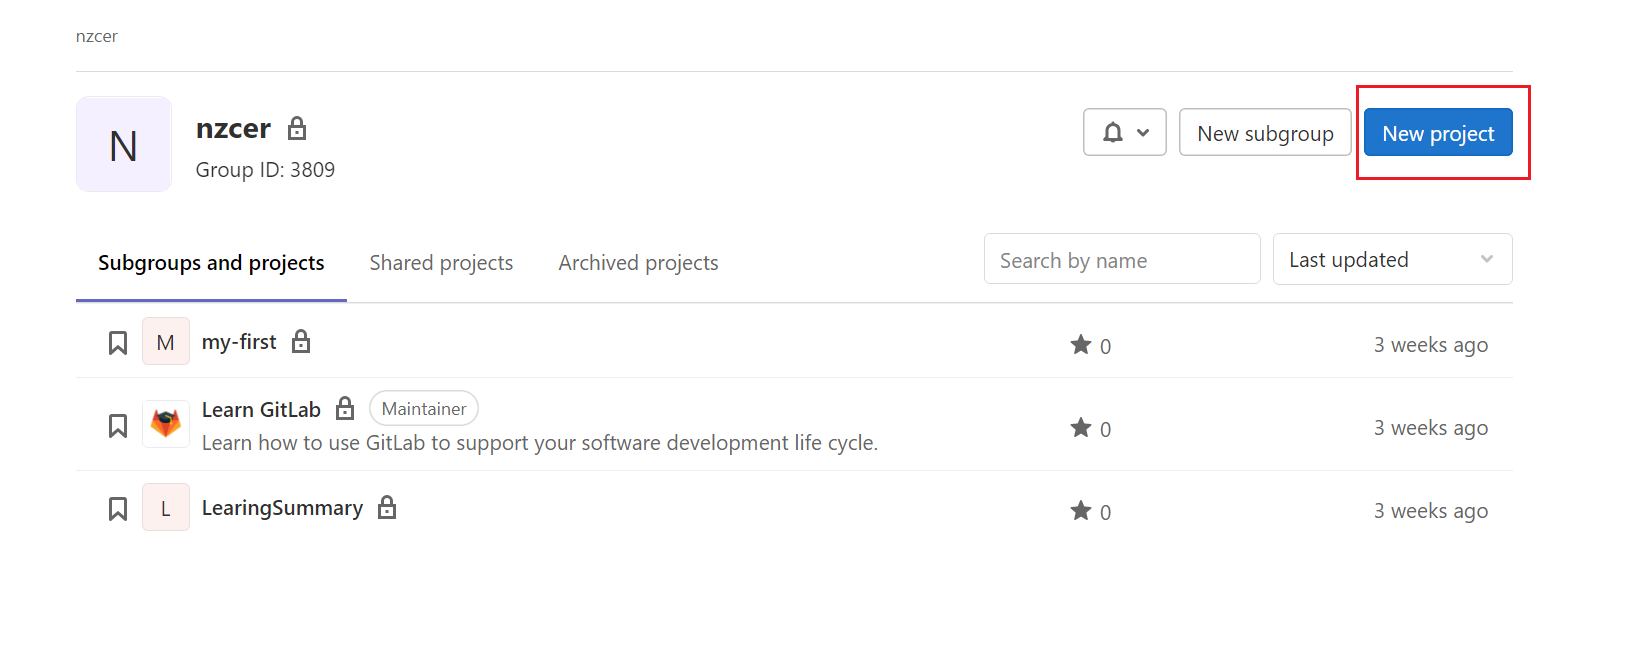 nzcer
N
nzcer
Group ID: 3809
New subgroup
New project
Subgroups and projects
Shared projects
Archived projects
Search by name
Last updated
M
my-first
0
3 weeks ago
Learn GitLab
Maintainer
Learn how to use GitLab to support your software development life cycle.
0
3 weeks ago
L
LearingSummary
0
3 weeks ago